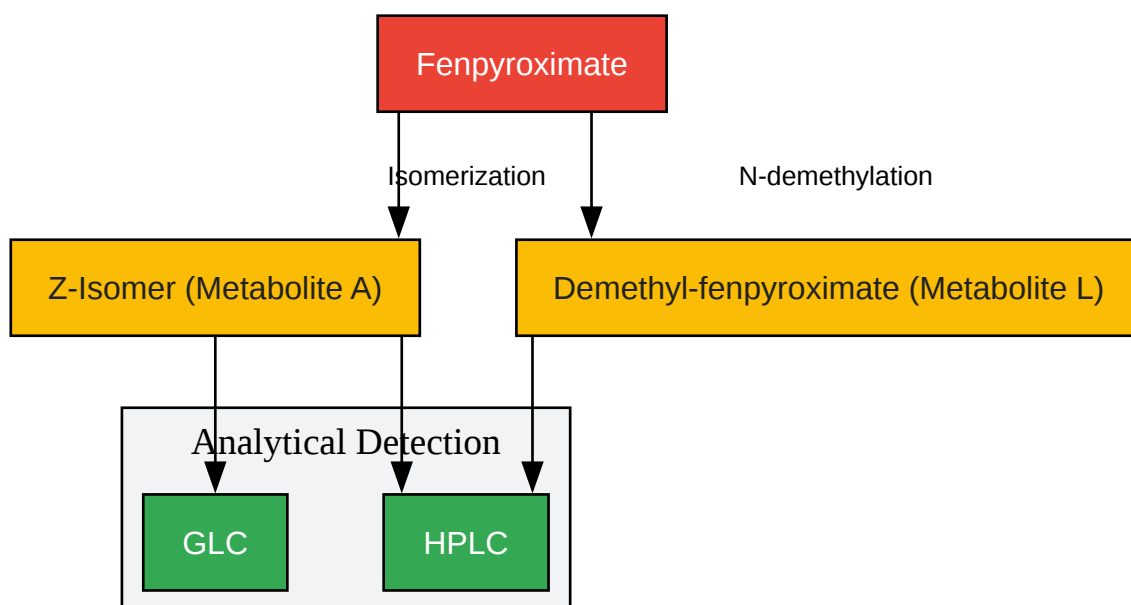 Fenpyroximate
Isomerization
N-demethylation
Z-Isomer (Metabolite A)
Demethyl-fenpyroximate (Metabolite L)
Analytical Detection
GLC
HPLC